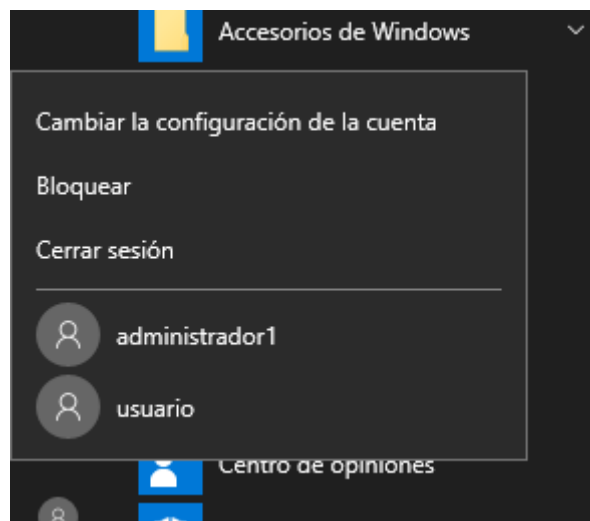 Accesorios de Windows
Cambiar la configuración de la cuenta
Bloquear
Cerrar sesión
administrador1
usuario
Centro de opiniones